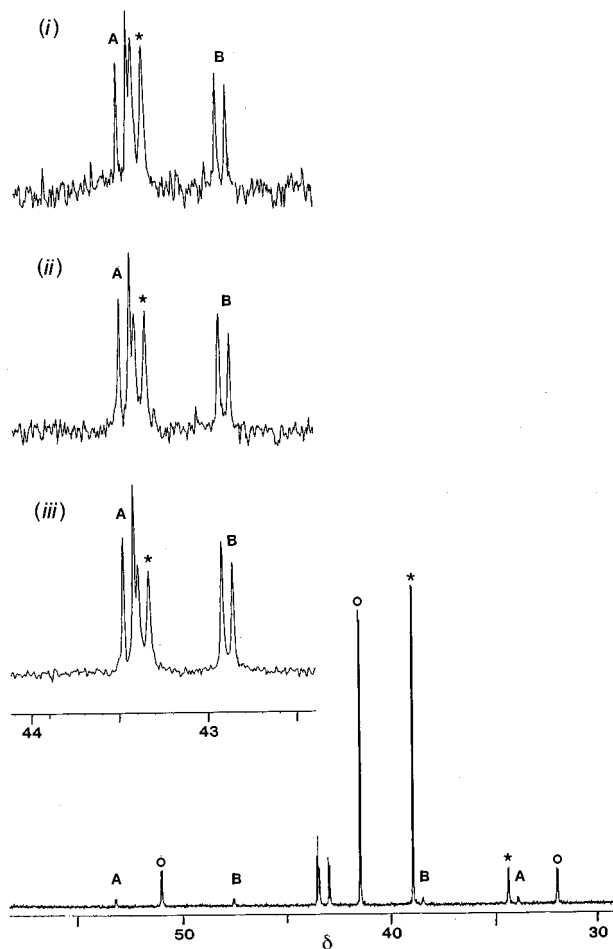 (i)
A * B
(ii)
A * B
(iii)
A * B
44 43
A o B o * B * A o
50 40 30
δ